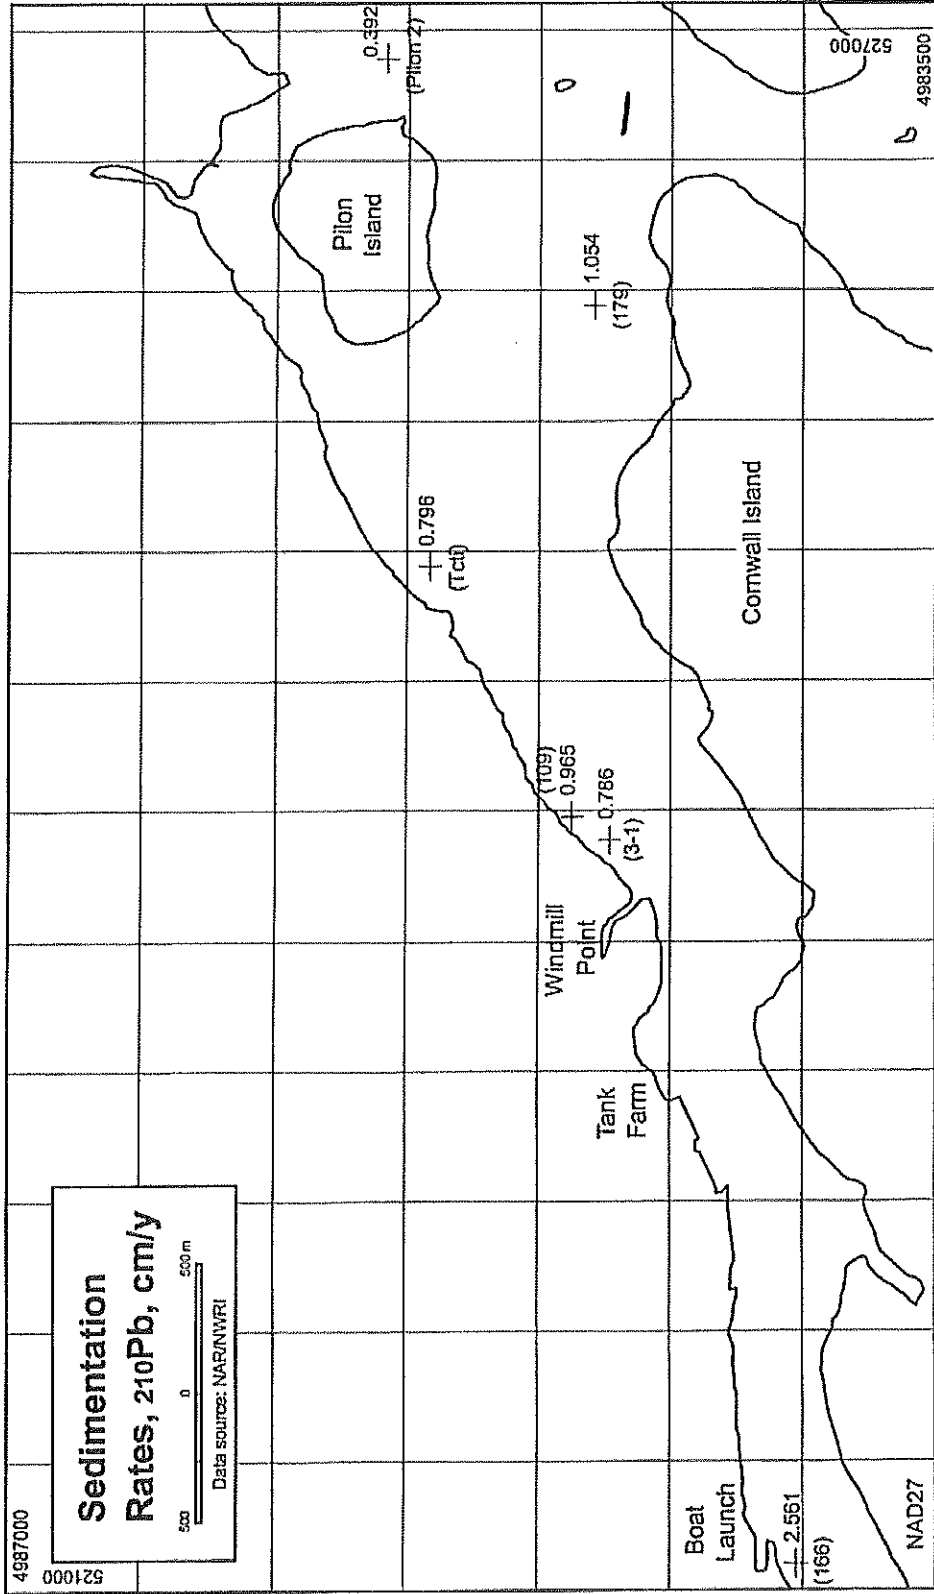 4987000
521000
Sedimentation
Rates, 210Pb, cm/y
500
0
500 m
Data source: NAR/NWRI
0.392
(Pilon 2)
Pilon
Island
1.054
(179)
0.796
(Tcti)
(109)
0.965
0.786
(3-1)
Windmill
Point
Tank
Farm
Cornwall Island
Boat
Launch
2.561
(166)
NAD27
527000
4983500